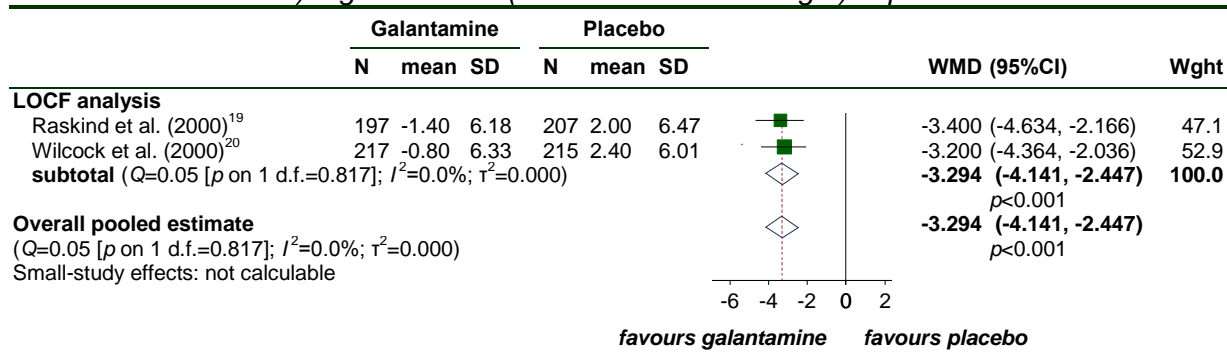 Galantamine Placebo
N mean SD N mean SD WMD (95%CI) Wght
LOCF analysis
Raskind et al. (2000)19 197 -1.40 6.18 207 2.00 6.47 -3.400 (-4.634, -2.166) 47.1
Wilcock et al. (2000)20 217 -0.80 6.33 215 2.40 6.01 -3.200 (-4.364, -2.036) 52.9
subtotal (Q=0.05 [p on 1 d.f.=0.817]; I2=0.0%; τ2=0.000) -3.294 (-4.141, -2.447) 100.0
p<0.001
Overall pooled estimate -3.294 (-4.141, -2.447)
(Q=0.05 [p on 1 d.f.=0.817]; I2=0.0%; τ2=0.000) p<0.001
Small-study effects: not calculable
-6 -4 -2 0 2
favours galantamine favours placebo